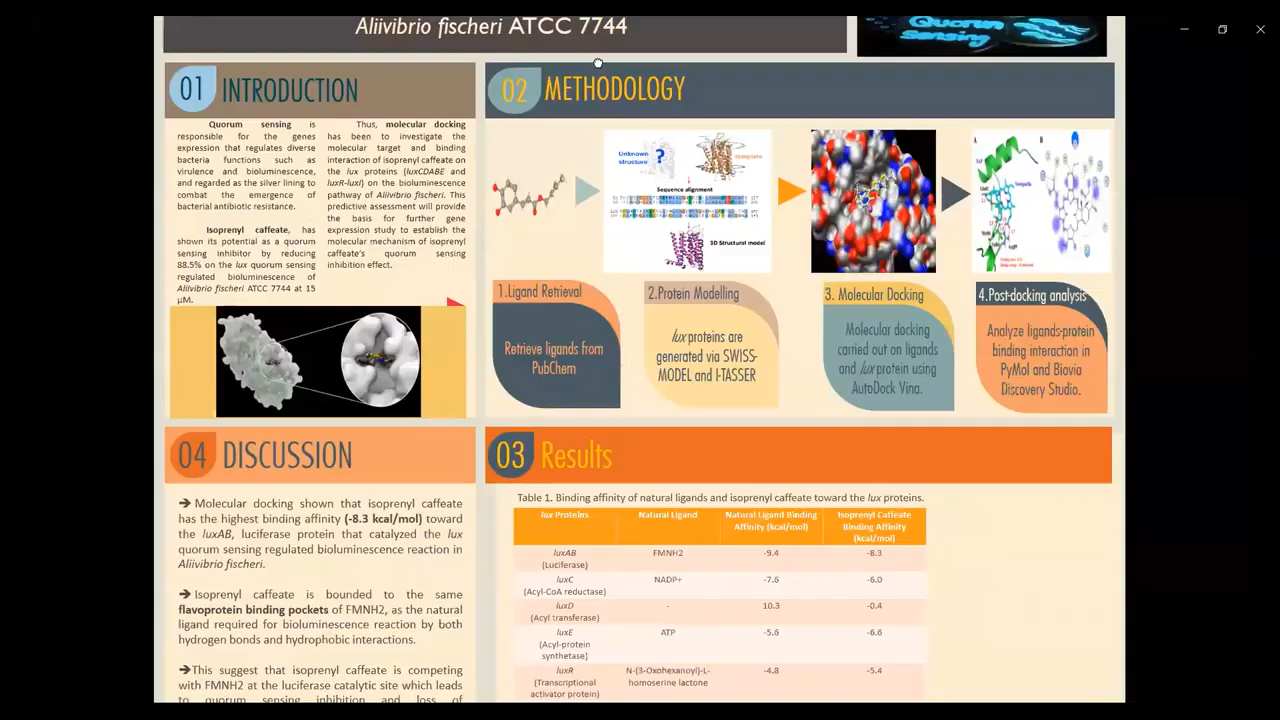 Aliivibrio fischeri ATCC 7744
Quorum
sensing
01 INTRODUCTION
Quorum sensing is
responsible for the genes
expression that regulates diverse
bacteria functions such as
virulence and bioluminescence,
and regarded as the silver lining to
combat the emergence of
bacterial antibiotic resistance.
Isoprenyl caffeate, has
shown its potential as a quorum
sensing inhibitor by reducing
88.5% on the lux quorum sensing
regulated bioluminescence of
Aliivibrio fischeri ATCC 7744 at 15
μM.
Thus, molecular docking
has been to investigate the
molecular target and binding
interaction of isoprenyl caffeate on
the lux proteins (luxCDABE and
luxR-luxI) on the bioluminescence
pathway of Aliivibrio fischeri. This
predictive assessment will provide
the basis for further gene
expression study to establish the
molecular mechanism of isoprenyl
caffeate's quorum sensing
inhibition effect.
02 METHODOLOGY
Unknown
structure
?
Template
Sequence alignment
3D Structural model
A
B
1.Ligand Retrieval
Retrieve ligands from
PubChem
2.Protein Modelling
lux proteins are
generated via SWISS-
MODEL and I-TASSER
3. Molecular Docking
Molecular docking
carried out on ligands
and lux protein using
AutoDock Vina.
4.Post-docking analysis
Analyze ligands-protein
binding interaction in
PyMol and Biovia
Discovery Studio.
04 DISCUSSION
➔ Molecular docking shown that isoprenyl caffeate
has the highest binding affinity (-8.3 kcal/mol) toward
the luxAB, luciferase protein that catalyzed the lux
quorum sensing regulated bioluminescence reaction in
Aliivibrio fischeri.
➔ Isoprenyl caffeate is bounded to the same
flavoprotein binding pockets of FMNH2, as the natural
ligand required for bioluminescence reaction by both
hydrogen bonds and hydrophobic interactions.
➔This suggest that isoprenyl caffeate is competing
with FMNH2 at the luciferase catalytic site which leads
to quorum sensing inhibition and loss of
03 Results
Table 1. Binding affinity of natural ligands and isoprenyl caffeate toward the lux proteins.
lux Proteins Natural Ligand Natural Ligand Binding Affinity (kcal/mol) Isoprenyl Caffeate Binding Affinity (kcal/mol)
luxAB FMNH2 -9.4 -8.3
(Luciferase)
luxC NADP+ -7.6 -6.0
(Acyl-CoA reductase)
luxD - 10.3 -0.4
(Acyl transferase)
luxE ATP -5.6 -6.6
(Acyl-protein
synthetase)
luxR N-(3-Oxohexanoyl)-L- -4.8 -5.4
(Transcriptional homoserine lactone
activator protein)